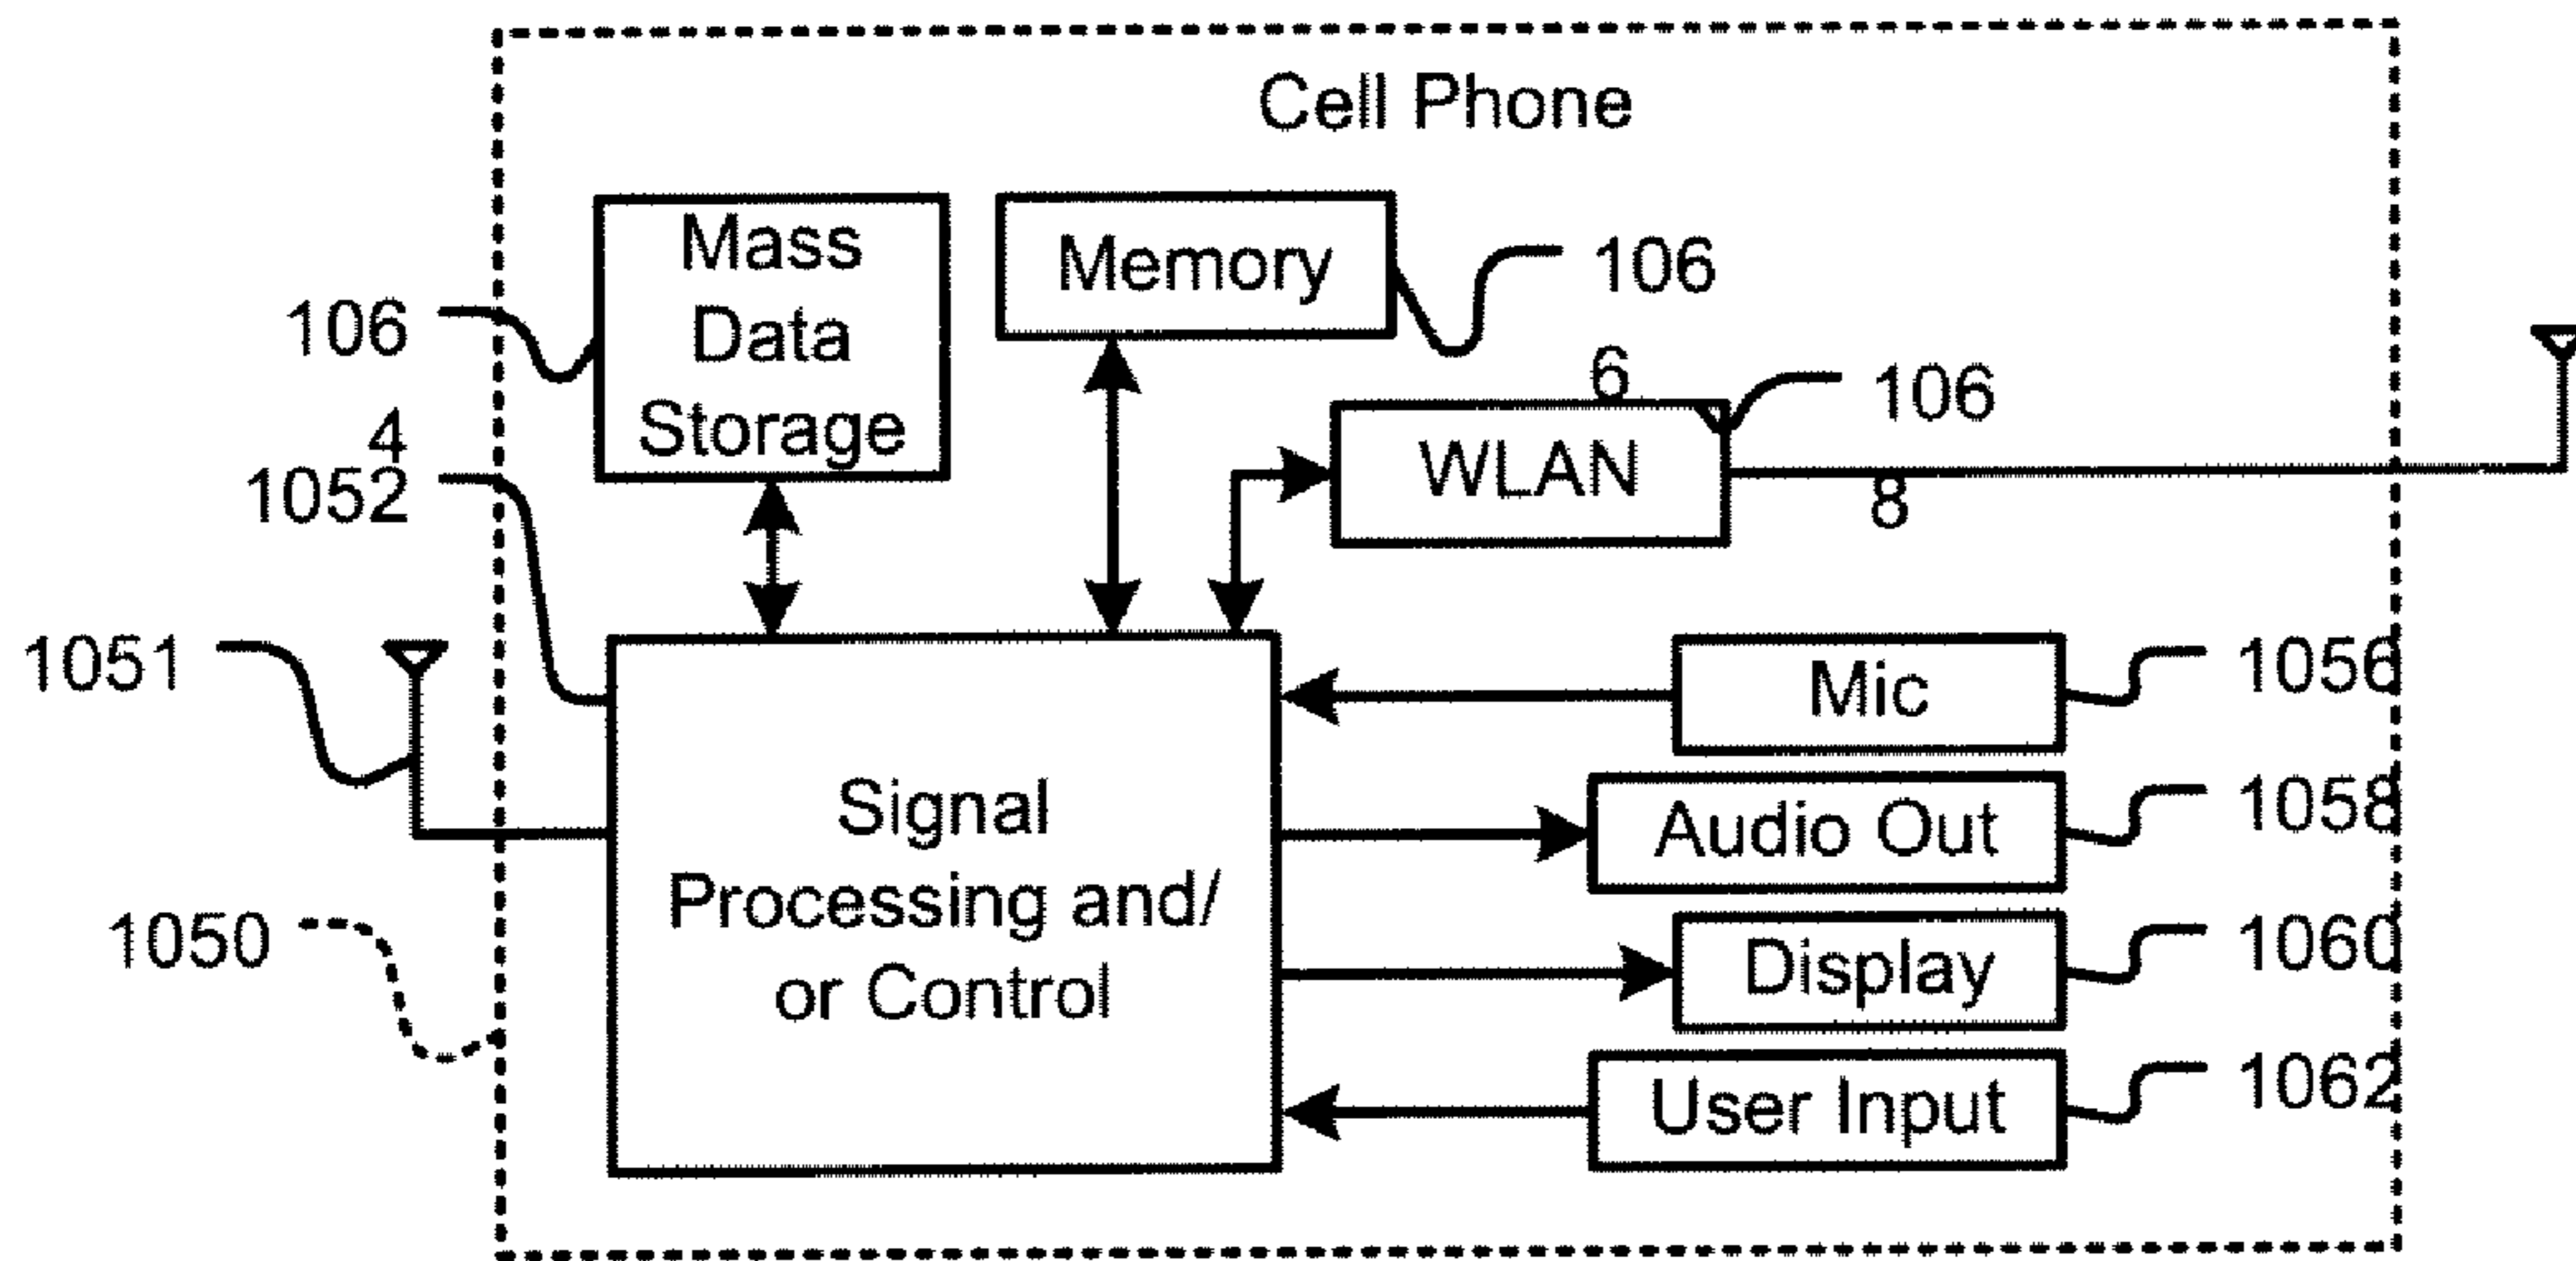 Cell Phone
Mass
Data
Storage
Memory
106
6
106
4
WLAN
106
8
1052
1051
1050
Signal
Processing and/
or Control
Mic
1056
Audio Out
1058
Display
1060
User Input
1062